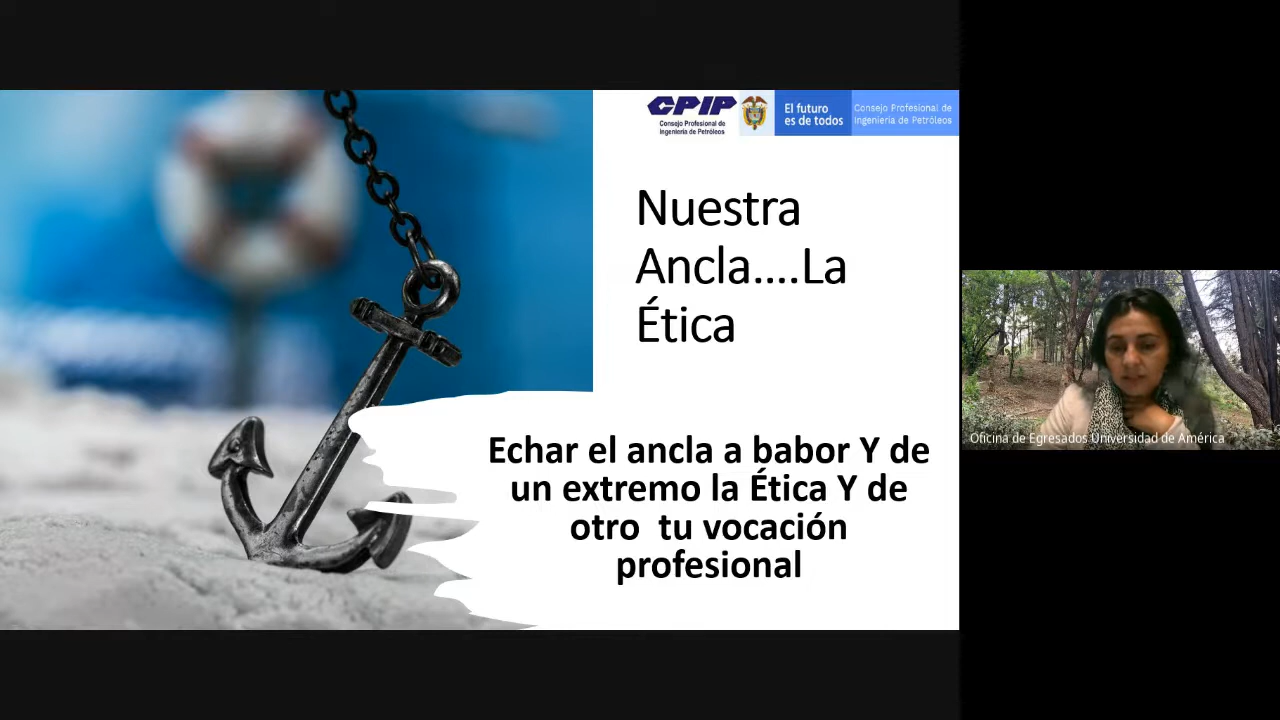 CPIP
Consejo Profesional de
Ingeniería de Petróleos
El futuro
es de todos
Consejo Profesional de
Ingeniería de Petróleos
Nuestra
Ancla....La
Ética
Echar el ancla a babor Y de
un extremo la Ética Y de
otro tu vocación
profesional
Oficina de Egresados Universidad de América